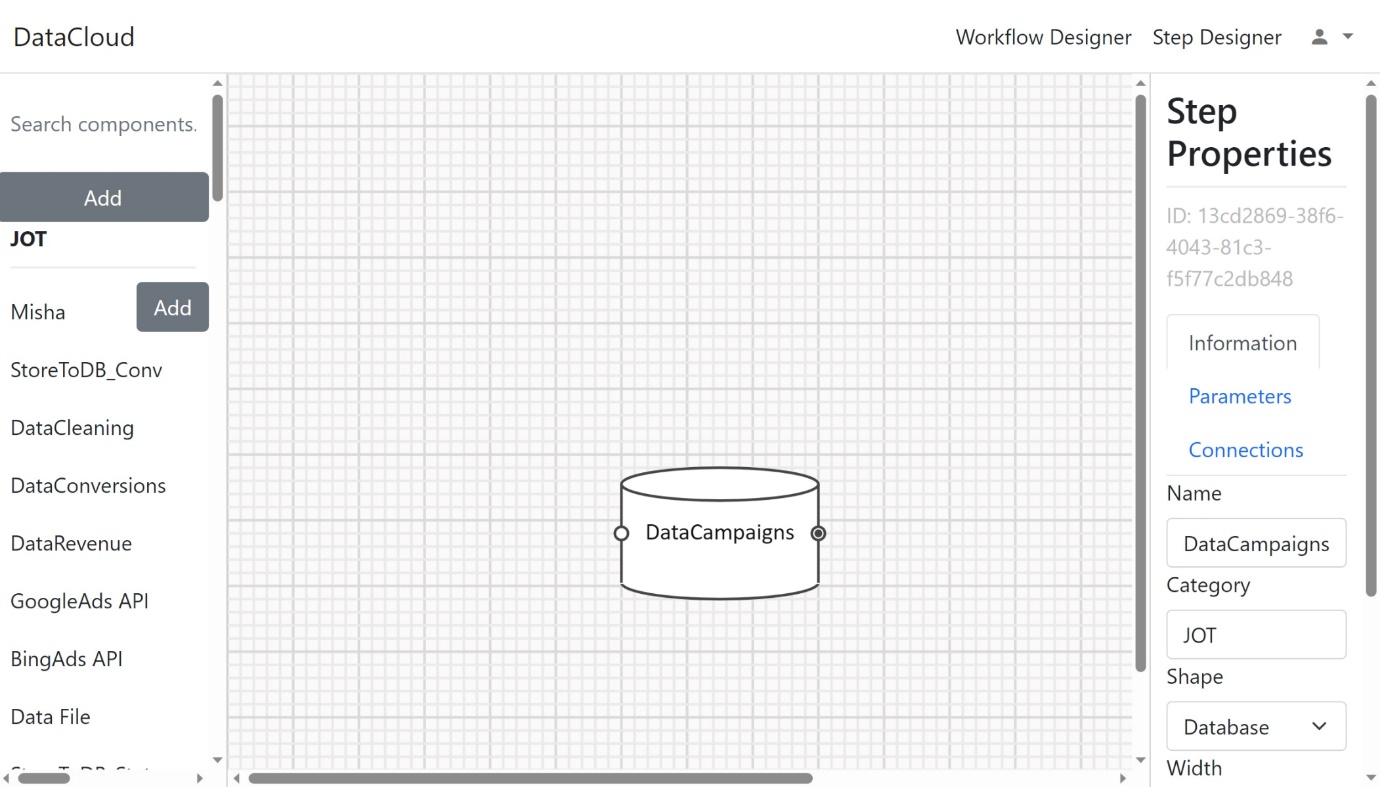 DataCloud
Workflow Designer Step Designer
Search components.
Add
JOT
Misha Add
StoreToDB_Conv
DataCleaning
DataConversions
DataRevenue
GoogleAds API
BingAds API
Data File
DataCampaigns
Step
Properties
ID: 13cd2869-38f6-
4043-81c3-
f5f77c2db848
Information
Parameters
Connections
Name
DataCampaigns
Category
JOT
Shape
Database
Width